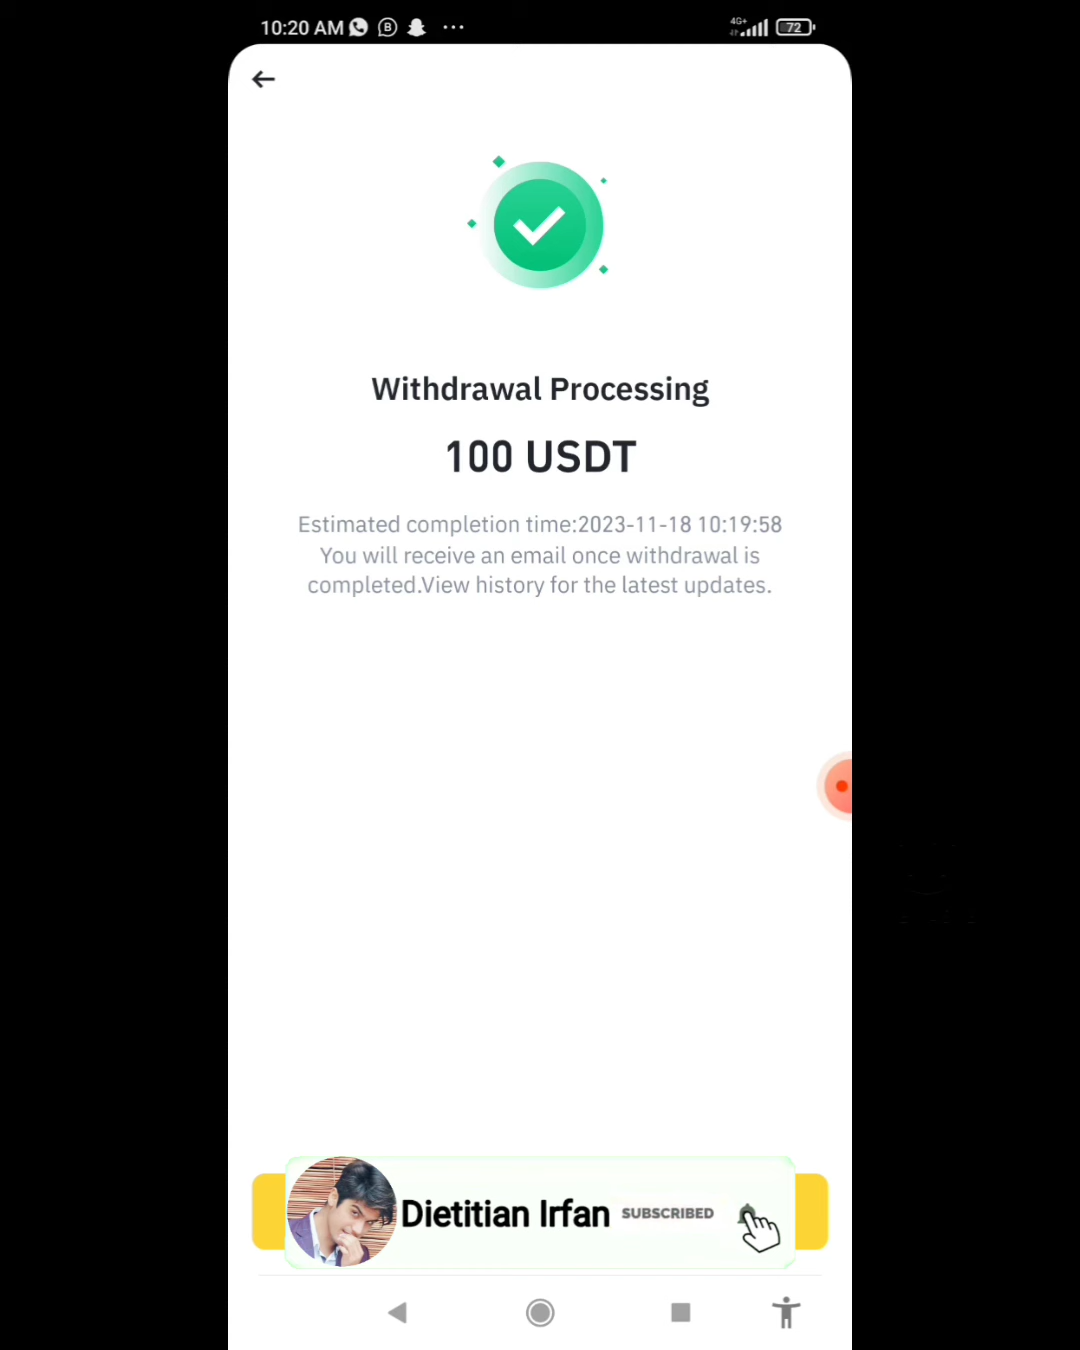 10:20 AM
4G+
72
Withdrawal Processing
100 USDT
Estimated completion time:2023-11-18 10:19:58
You will receive an email once withdrawal is
completed.View history for the latest updates.
Dietitian Irfan SUBSCRIBED